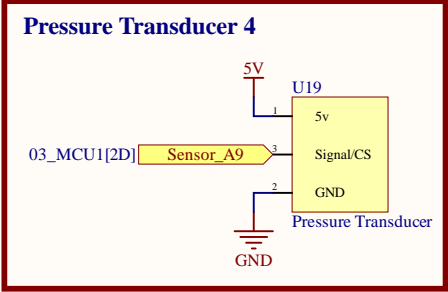 Pressure Transducer 4
5V
U19
1
5v
03_MCU1[2D]
Sensor_A9
3
Signal/CS
2
GND
Pressure Transducer
GND